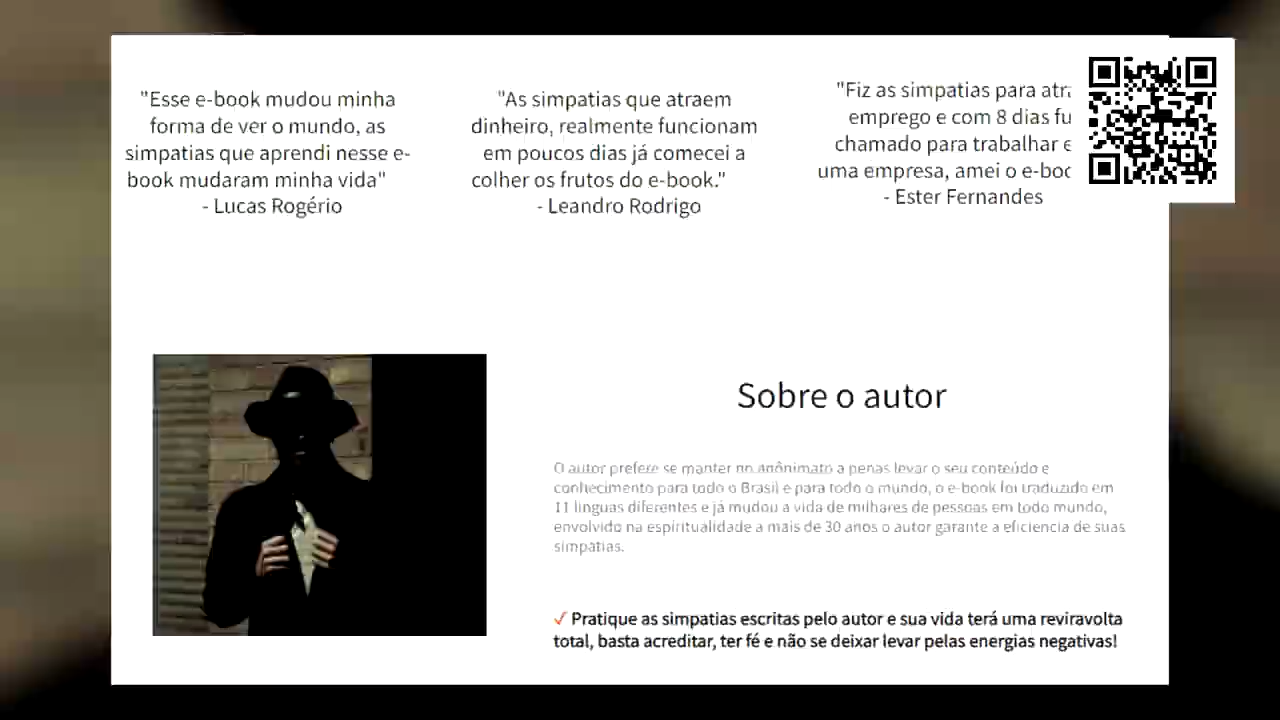 "Esse e-book mudou minha
forma de ver o mundo, as
simpatias que aprendi nesse e-
book mudaram minha vida"
- Lucas Rogério
"As simpatias que atraem
dinheiro, realmente funcionam
em poucos dias já comecei a
colher os frutos do e-book."
- Leandro Rodrigo
"Fiz as simpatias para
emprego e com 8 dias
chamado para trabalhar
uma empresa, amei o
- Ester Fernandes
Sobre o autor
O autor prefere se manter no anônimato a penas levar o seu conteúdo e
conhecimento para todo o Brasil e para todo o mundo, o e-book foi traduzido em
11 linguas diferentes e já mudou a vida de milhares de pessoas em todo mundo,
envolvido na espiritualidade a mais de 30 anos o autor garante a eficiencia de suas
simpatias.
✓ Pratique as simpatias escritas pelo autor e sua vida terá uma reviravolta
total, basta acreditar, ter fé e não se deixar levar pelas energias negativas!